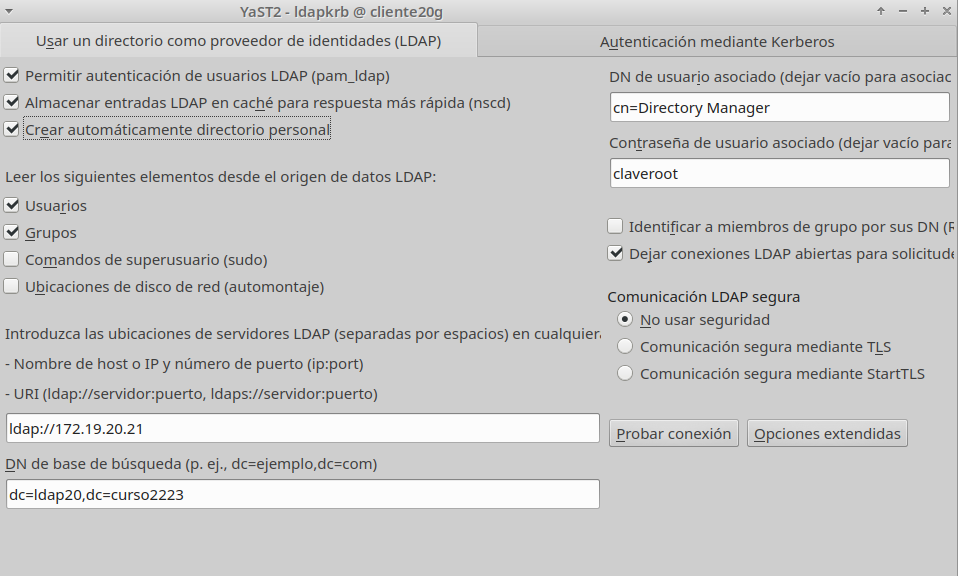 YaST2 - ldapkrb @ cliente20g
Usar un directorio como proveedor de identidades (LDAP)
Autenticación mediante Kerberos
Permitir autenticación de usuarios LDAP (pam_ldap)
Almacenar entradas LDAP en caché para respuesta más rápida (nscd)
Crear automáticamente directorio personal
Leer los siguientes elementos desde el origen de datos LDAP:
Usuarios
Grupos
Comandos de superusuario (sudo)
Ubicaciones de disco de red (automontaje)
Introduzca las ubicaciones de servidores LDAP (separadas por espacios) en cualquiera
- Nombre de host o IP y número de puerto (ip:port)
- URI (ldap://servidor:puerto, ldaps://servidor:puerto)
ldap://172.19.20.21
DN de base de búsqueda (p. ej., dc=ejemplo,dc=com)
dc=ldap20,dc=curso2223
DN de usuario asociado (dejar vacío para asociac
cn=Directory Manager
Contraseña de usuario asociado (dejar vacío para
claveroot
Identificar a miembros de grupo por sus DN (R
Dejar conexiones LDAP abiertas para solicitude
Comunicación LDAP segura
No usar seguridad
Comunicación segura mediante TLS
Comunicación segura mediante StartTLS
Probar conexión
Opciones extendidas